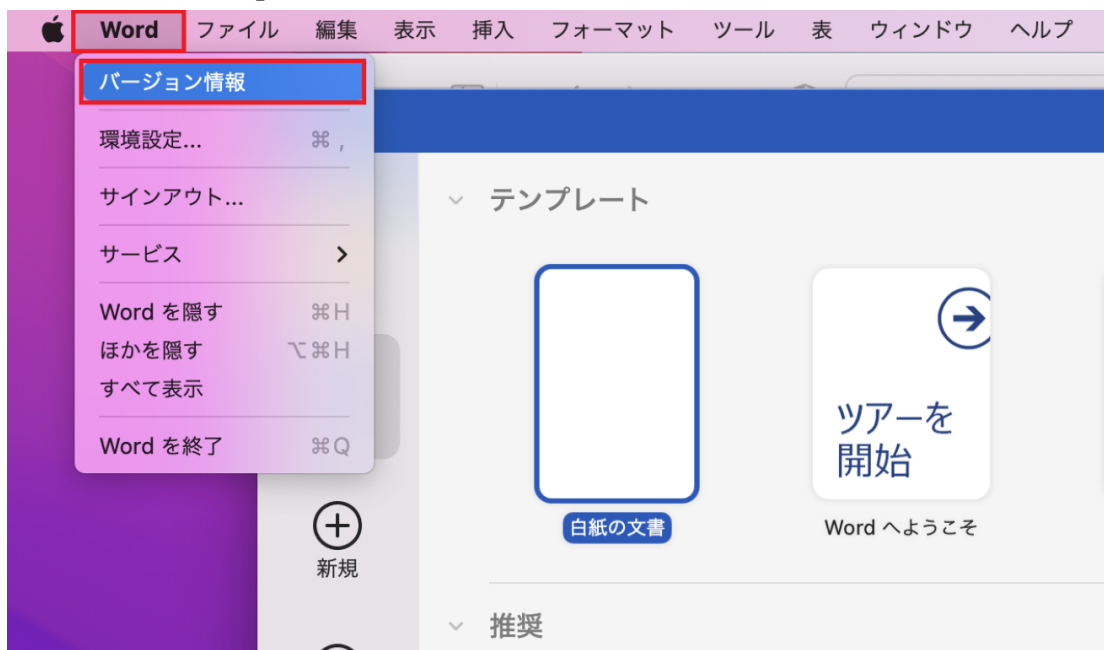 Word ファイル 編集 表示 挿入 フォーマット ツール 表 ウィンドウ ヘルプ
バージョン情報
環境設定... ⌘ ,
サインアウト...
サービス
Word を隠す ⌘H
ほかを隠す ⌥⌘H
すべて表示
Word を終了 ⌘Q
新規
テンプレート
ツアーを
開始
白紙の文書 Word へようこそ
推奨